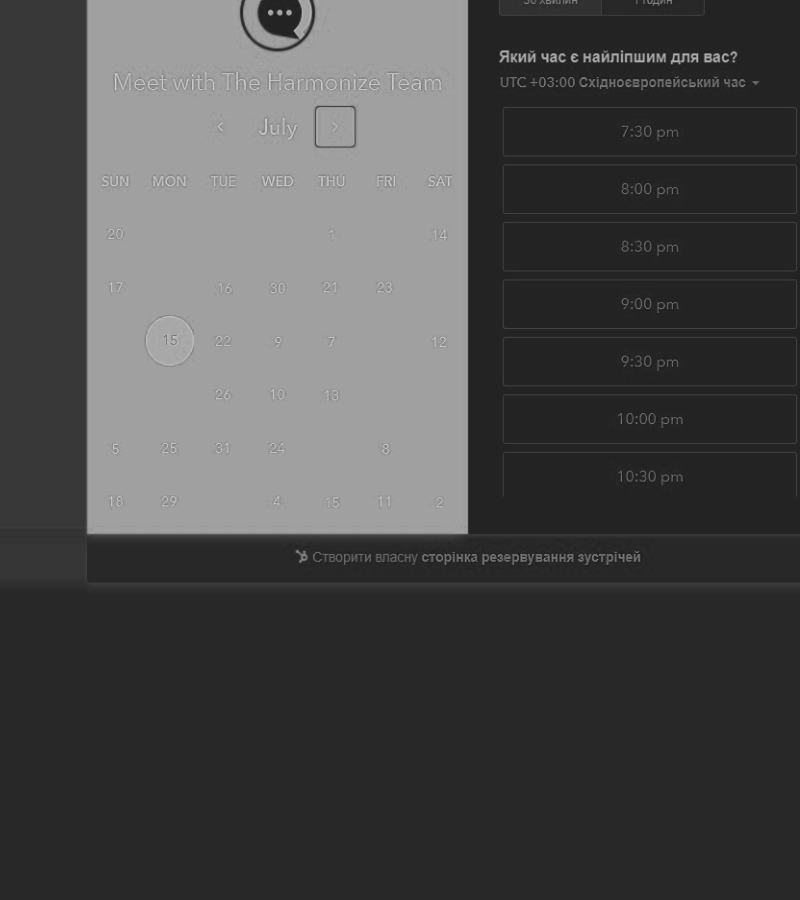 Meet with The Harmonize Team
July
SUN MON TUE WED THU FRI SAT
20 1 14
17 16 30 21 23
15 22 9 7 12
26 10 13
5 25 31 24 8
18 29 4 15 11 2
30 хвилин 1 годин
Який час є найліпшим для вас?
UTC +03:00 Східноєвропейський час
7:30 pm
8:00 pm
8:30 pm
9:00 pm
9:30 pm
10:00 pm
10:30 pm
Створити власну сторінка резервування зустрічей